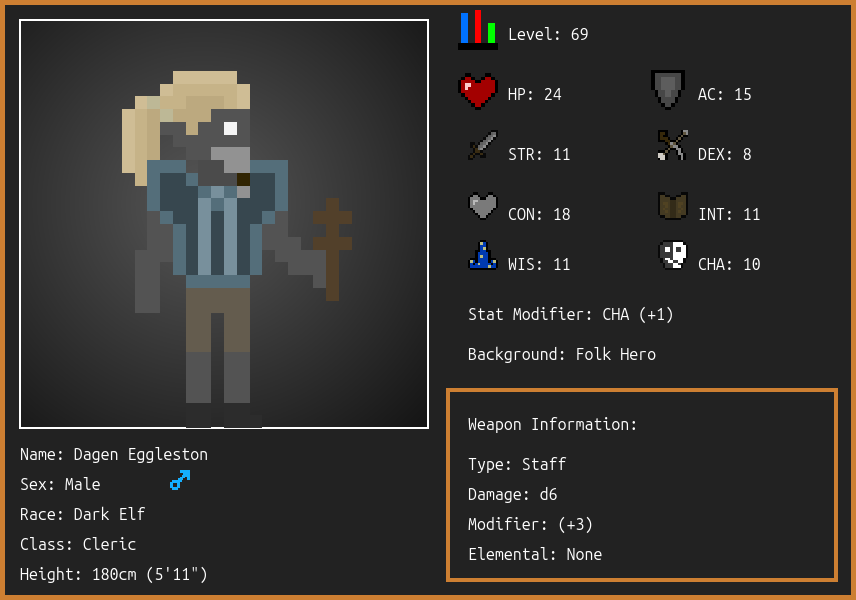 Level: 69
HP: 24
AC: 15
STR: 11
DEX: 8
CON: 18
INT: 11
WIS: 11
CHA: 10
Stat Modifier: CHA (+1)
Background: Folk Hero
Weapon Information:
Type: Staff
Damage: d6
Modifier: (+3)
Elemental: None
Name: Dagen Eggleston
Sex: Male
Race: Dark Elf
Class: Cleric
Height: 180cm (5'11")